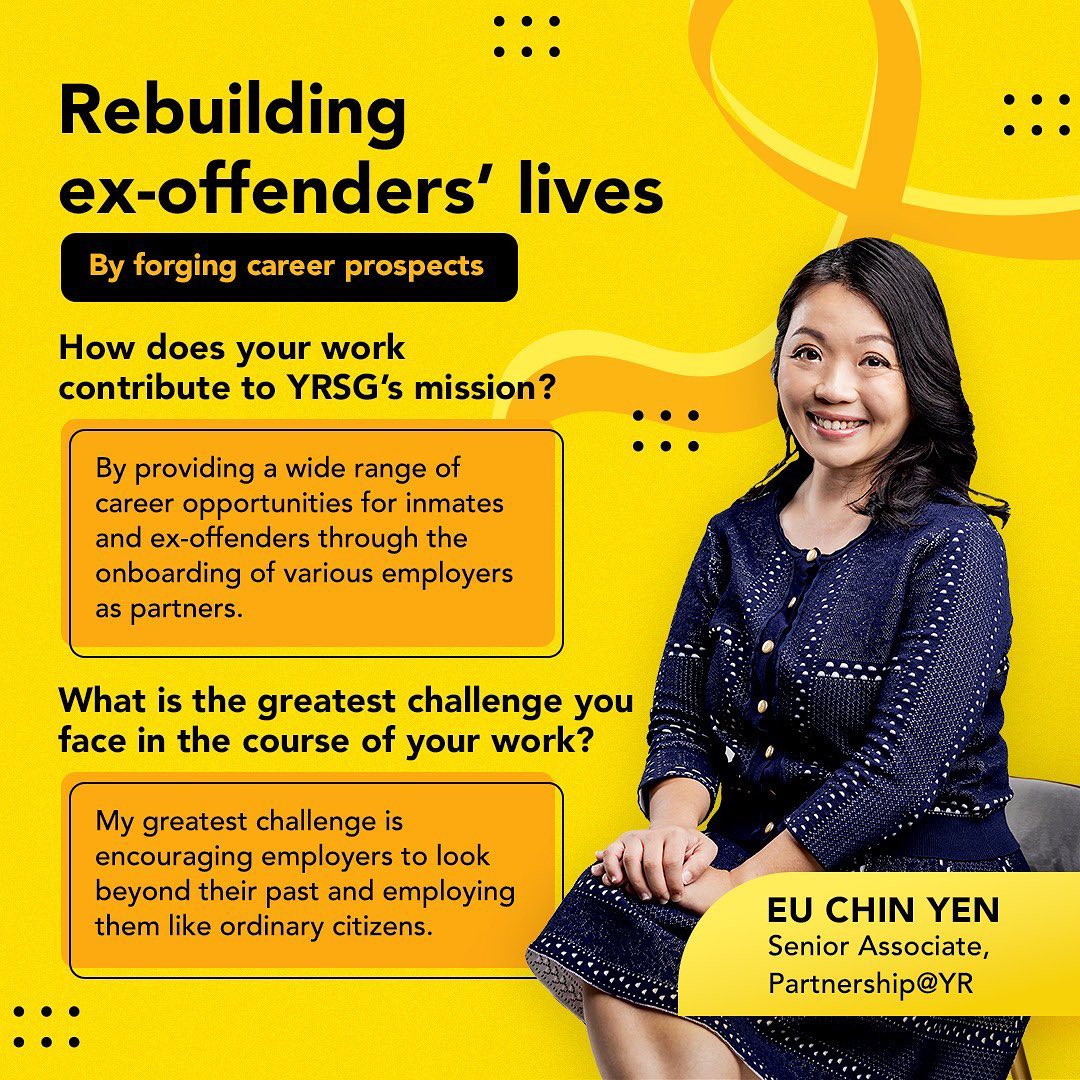 Rebuilding
ex-offenders’ lives
By forging career prospects
How does your work
contribute to YRSG’s mission?
By providing a wide range of
career opportunities for inmates
and ex-offenders through the
onboarding of various employers
as partners.
What is the greatest challenge you
face in the course of your work?
My greatest challenge is
encouraging employers to look
beyond their past and employing
them like ordinary citizens.
EU CHIN YEN
Senior Associate,
Partnership@YR